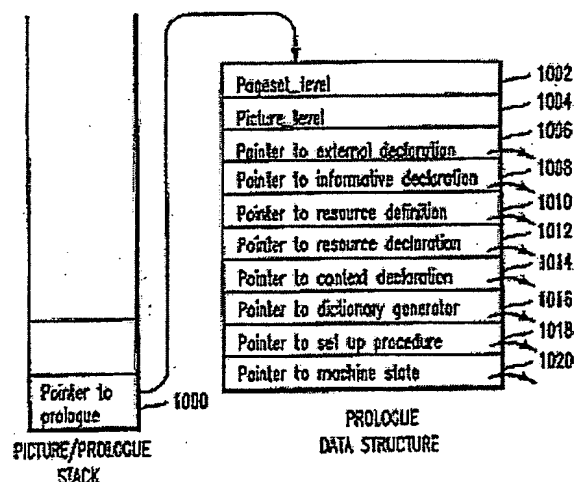 Pageset_level
1002
Picture_level
1004
Pointer to external declaration
1006
Pointer to informative declaration
1008
Pointer to resource definition
1010
Pointer to resource declaration
1012
Pointer to context declaration
1014
Pointer to dictionary generator
1016
Pointer to set up procedure
1018
Pointer to machine state
1020
Pointer to
prologue
1000
PICTURE/PROLOGUE
STACK
PROLOGUE
DATA STRUCTURE